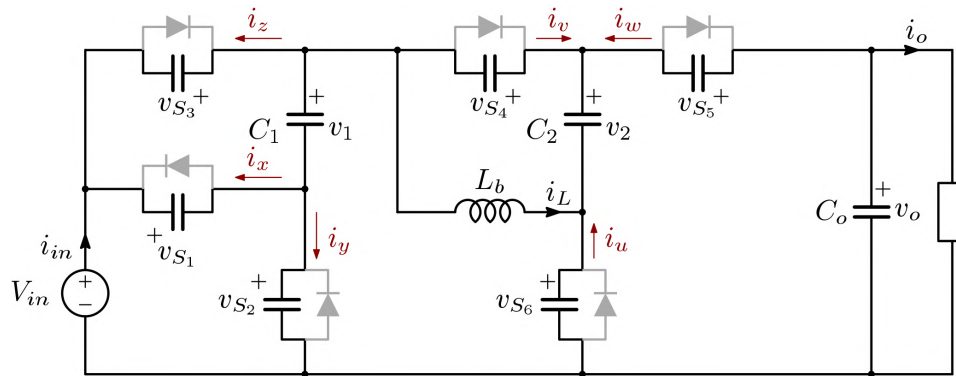 i_z i_v i_w i_o
v_{S_3} + + v_{S_4} + v_{S_5} +
C_1 v_1 + C_2 v_2
i_x L_b i_L
+ v_{S_1} + C_o v_o
i_{in} i_y i_u
V_{in} + − v_{S_2} + v_{S_6} +